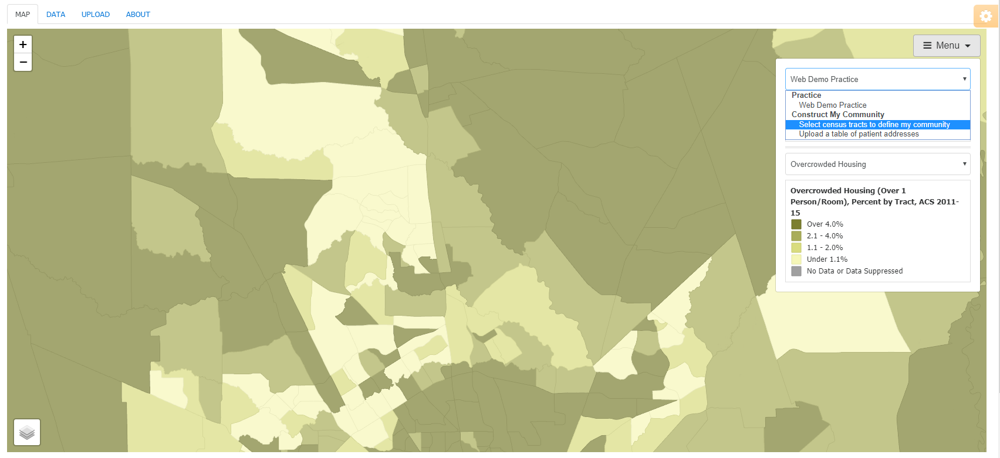 MAP DATA UPLOAD ABOUT
+
−
Menu
Web Demo Practice
Practice
Web Demo Practice
Construct My Community
Select census tracts to define my community
Upload a table of patient addresses
Overcrowded Housing
Overcrowded Housing (Over 1
Person/Room), Percent by Tract, ACS 2011-
15
Over 4.0%
2.1 - 4.0%
1.1 - 2.0%
Under 1.1%
No Data or Data Suppressed